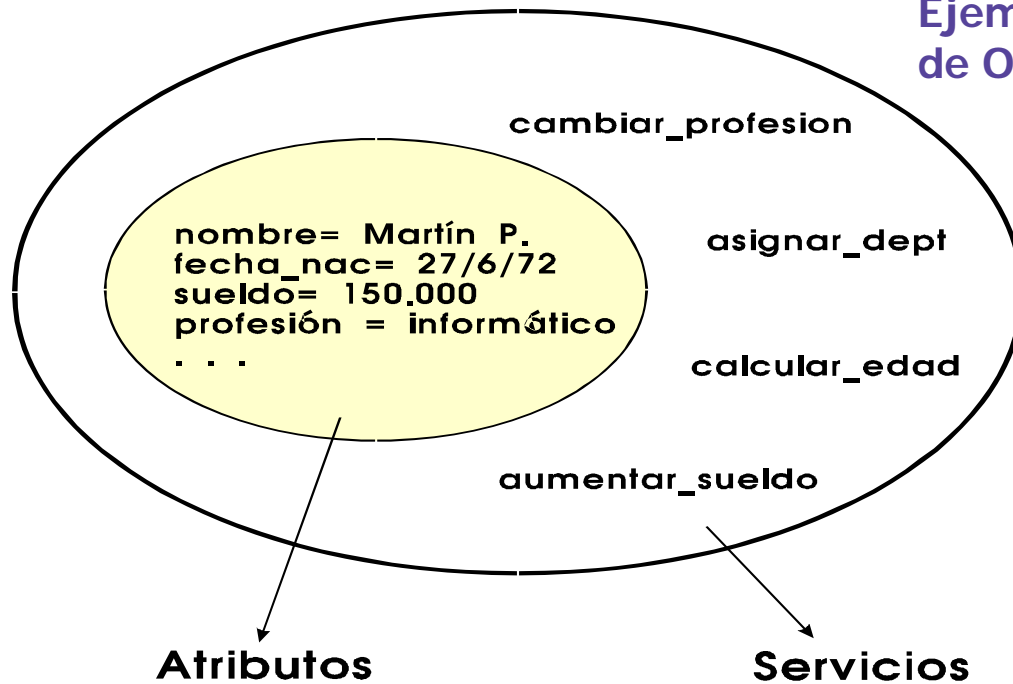 Ejem
de O
cambiar_profesion
nombre= Martín P.
fecha_nac= 27/6/72
sueldo= 150.000
profesión = informático
. . .
asignar_dept
calcular_edad
aumentar_sueldo
Atributos
Servicios